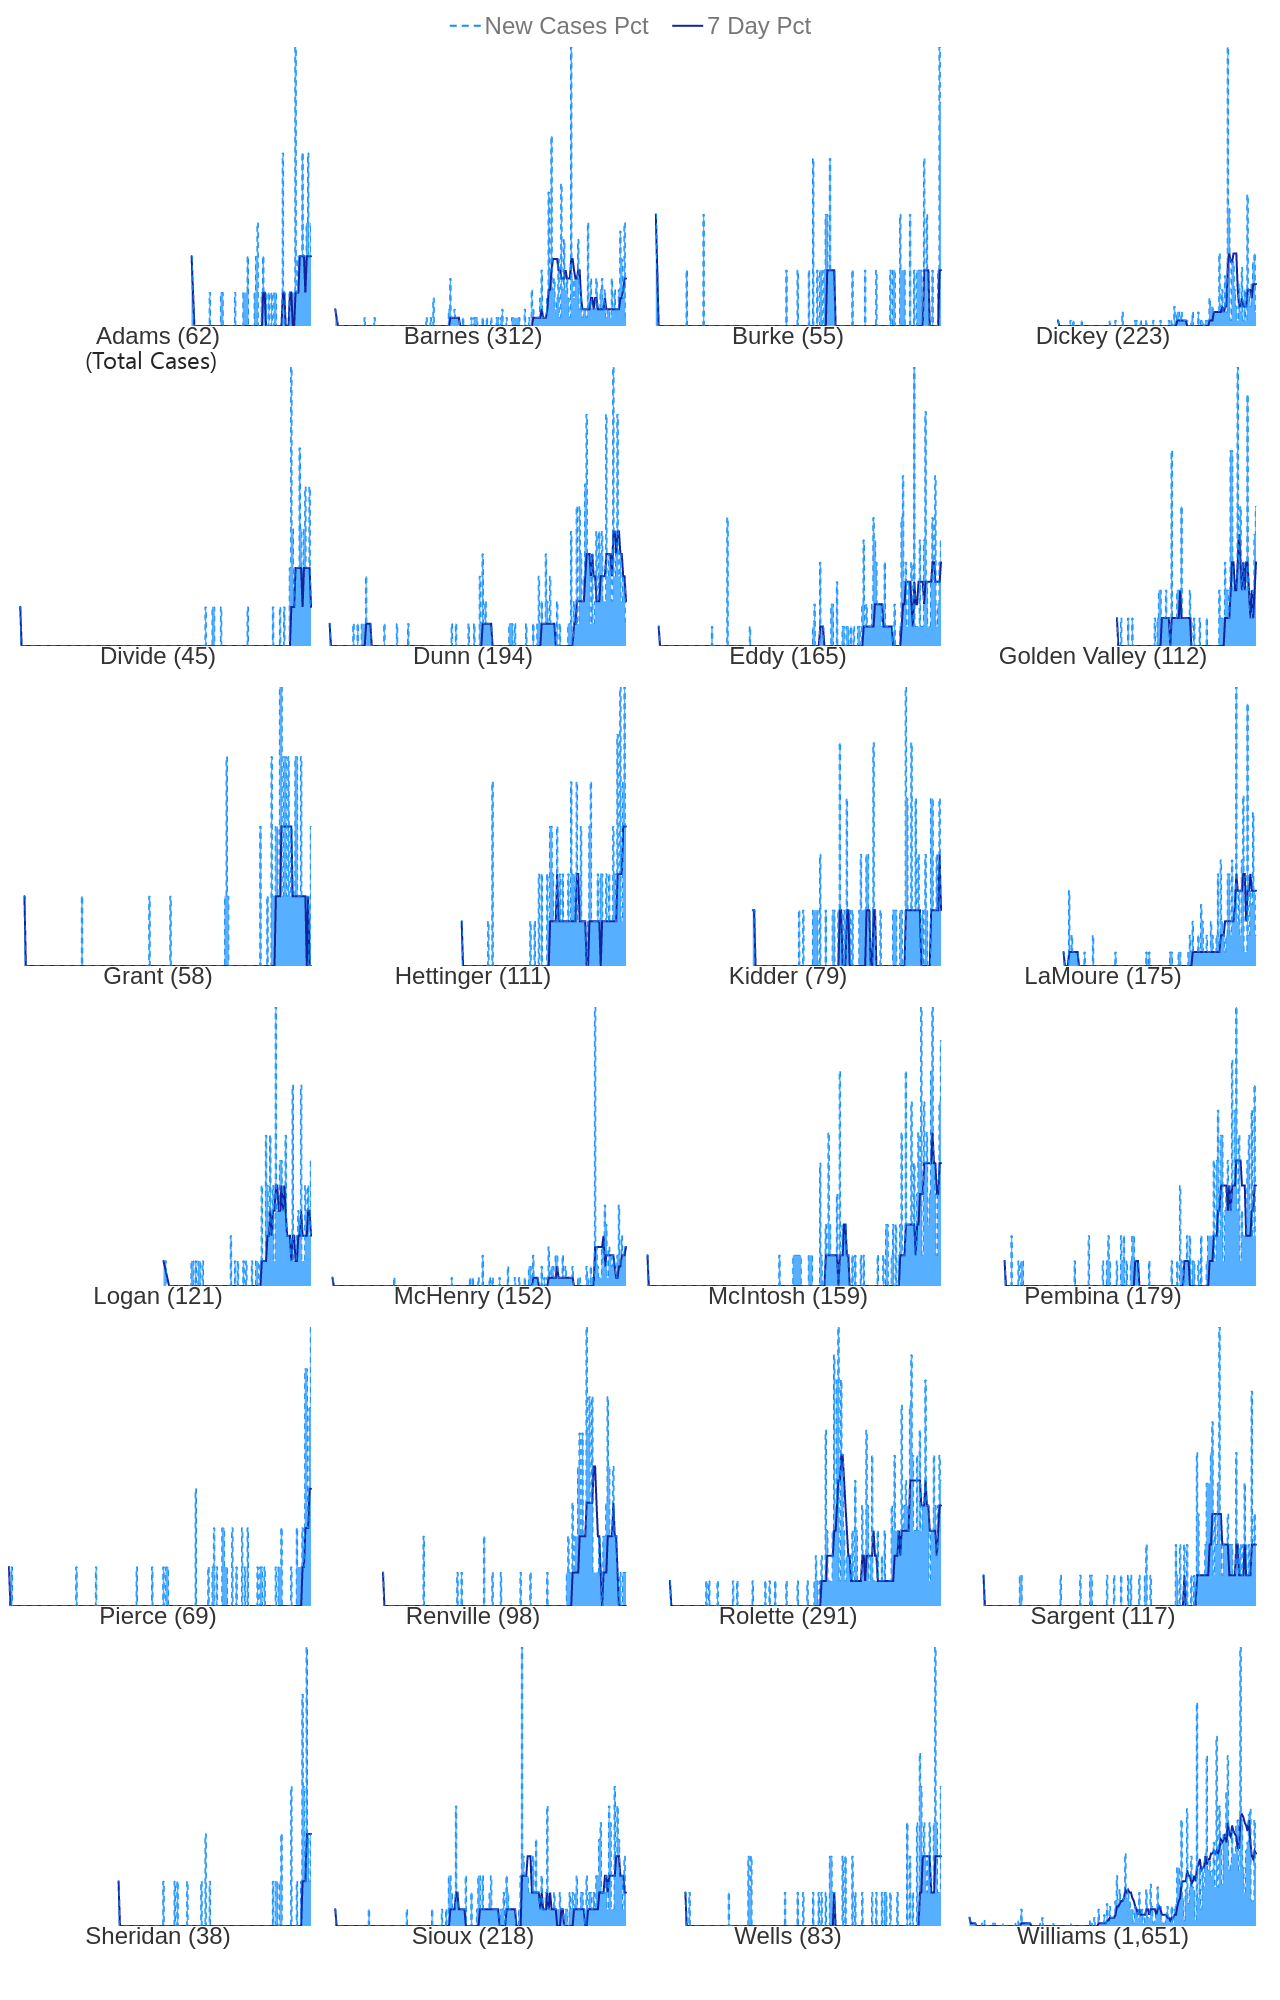 New Cases Pct 7 Day Pct
Adams (62) Barnes (312) Burke (55) Dickey (223)
(Total Cases)
Divide (45) Dunn (194) Eddy (165) Golden Valley (112)
Grant (58) Hettinger (111) Kidder (79) LaMoure (175)
Logan (121) McHenry (152) McIntosh (159) Pembina (179)
Pierce (69) Renville (98) Rolette (291) Sargent (117)
Sheridan (38) Sioux (218) Wells (83) Williams (1,651)